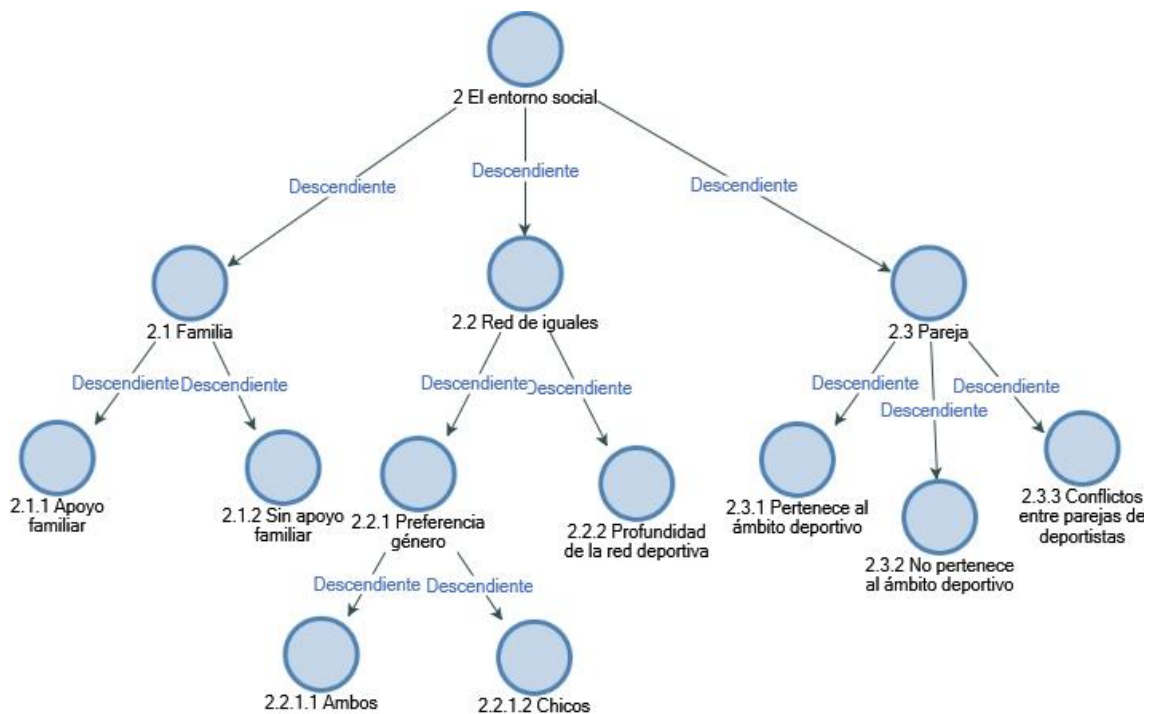 2 El entorno social
Descendiente
Descendiente
Descendiente
2.1 Familia
2.2 Red de iguales
2.3 Pareja
Descendiente
Descendiente
Descendiente
Descendiente
Descendiente
Descendiente
Descendiente
2.1.1 Apoyo
familiar
2.1.2 Sin apoyo
familiar
2.2.1 Preferencia
género
2.2.2 Profundidad
de la red deportiva
2.3.1 Pertenece al
ámbito deportivo
2.3.2 No pertenece
al ámbito deportivo
2.3.3 Conflictos
entre parejas de
deportistas
Descendiente
Descendiente
2.2.1.1 Ambos
2.2.1.2 Chicos